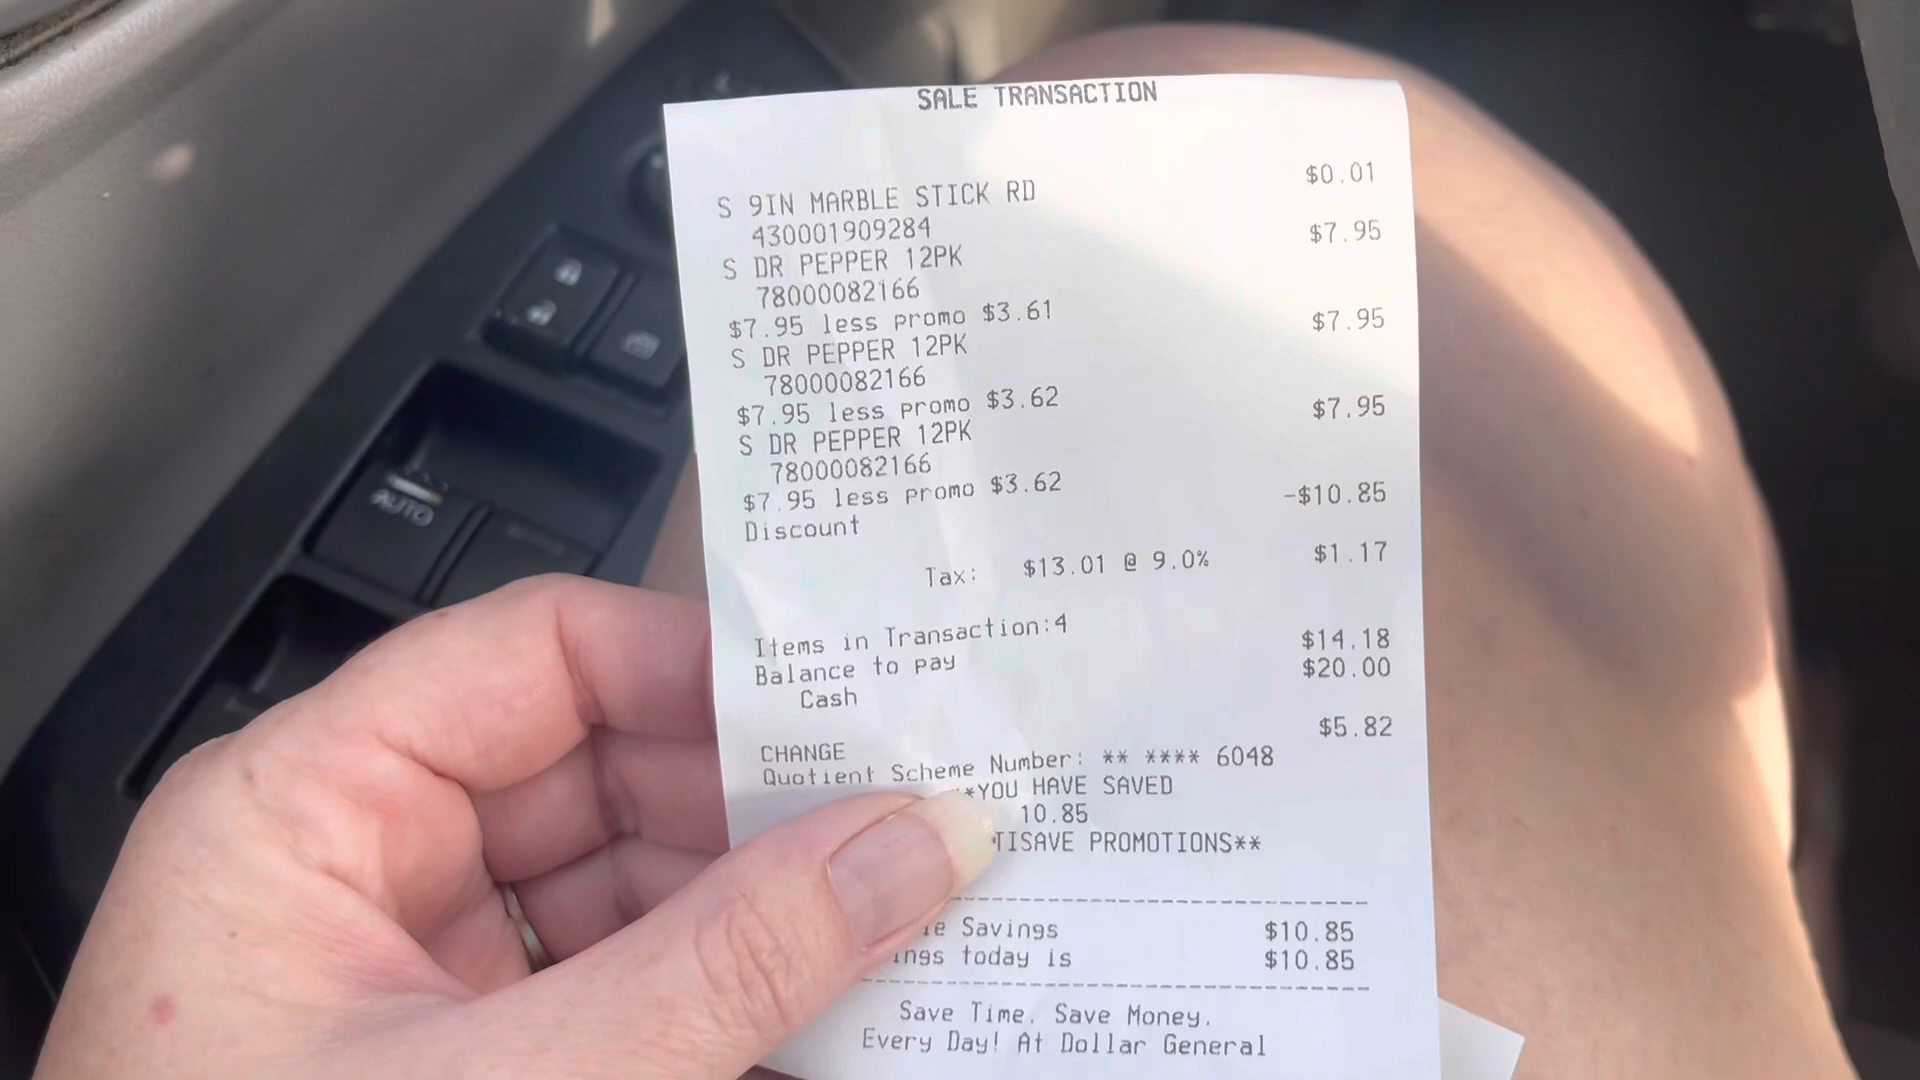 SALE TRANSACTION
S 9IN MARBLE STICK RD $0.01
430001909284
S DR PEPPER 12PK $7.95
78000082166
$7.95 less promo $3.61
S DR PEPPER 12PK $7.95
78000082166
$7.95 less promo $3.62
S DR PEPPER 12PK $7.95
78000082166
$7.95 less promo $3.62
Discount -$10.85
Tax: $13.01 @ 9.0% $1.17
Items in Transaction:4
Balance to pay $14.18
Cash $20.00
CHANGE $5.82
Quotient Scheme Number: ** **** 6048
*YOU HAVE SAVED
10.85
TISAVE PROMOTIONS**
Savings $10.85
ings today is $10.85
Save Time. Save Money.
Every Day! At Dollar General
AUTO